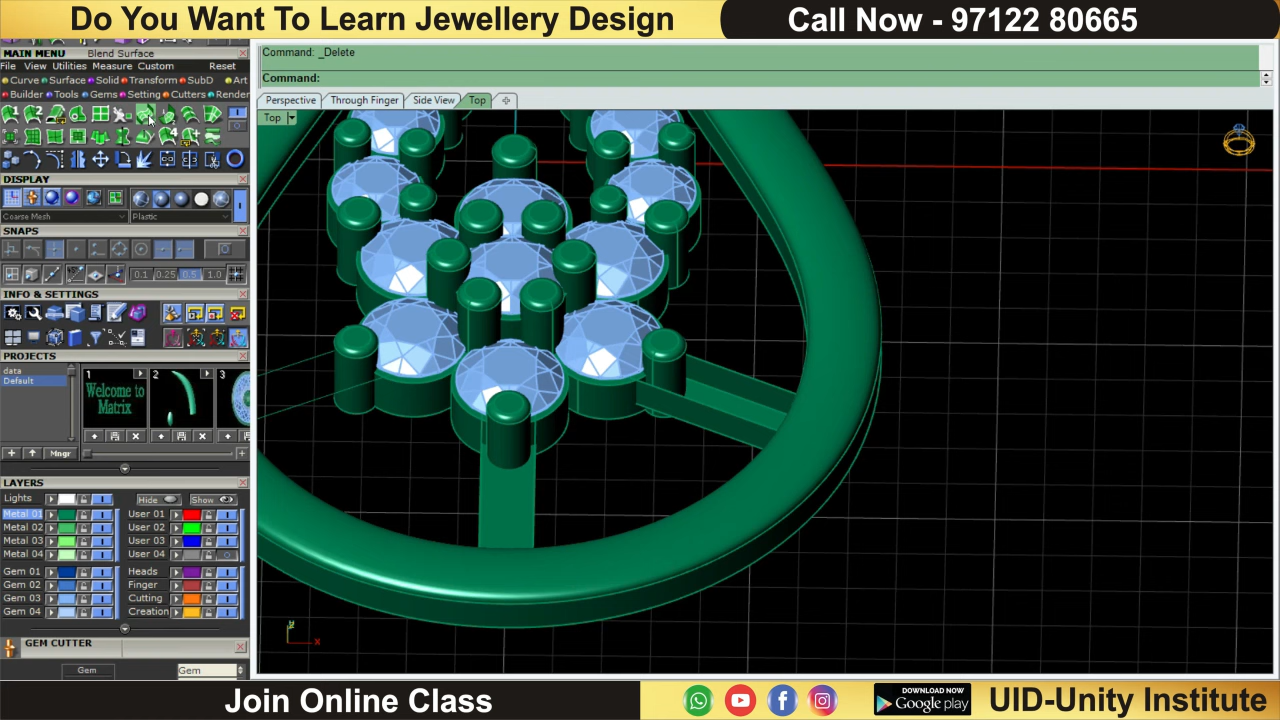 Do You Want To Learn Jewellery Design
Call Now - 97122 80665
MAIN MENU Blend Surface
File View Utilities Measure Custom Reset
Curve Surface Solid Transform SubD Art
Builder Tools Gems Setting Cutters Render
DISPLAY
Coarse Mesh Plastic
SNAPS
0.1 0.25 0.5 1.0
INFO & SETTINGS
PROJECTS
data
Default
1 2 3
Welcome to
Matrix
Mngr
LAYERS
Lights Hide Show
Metal 01 User 01
Metal 02 User 02
Metal 03 User 03
Metal 04 User 04
Gem 01 Heads
Gem 02 Finger
Gem 03 Cutting
Gem 04 Creation
GEM CUTTER
Gem Gem
Command: _Delete
Command:
Perspective Through Finger Side View Top
Top
y
x
Join Online Class
DOWNLOAD NOW
Google play
UID-Unity Institute